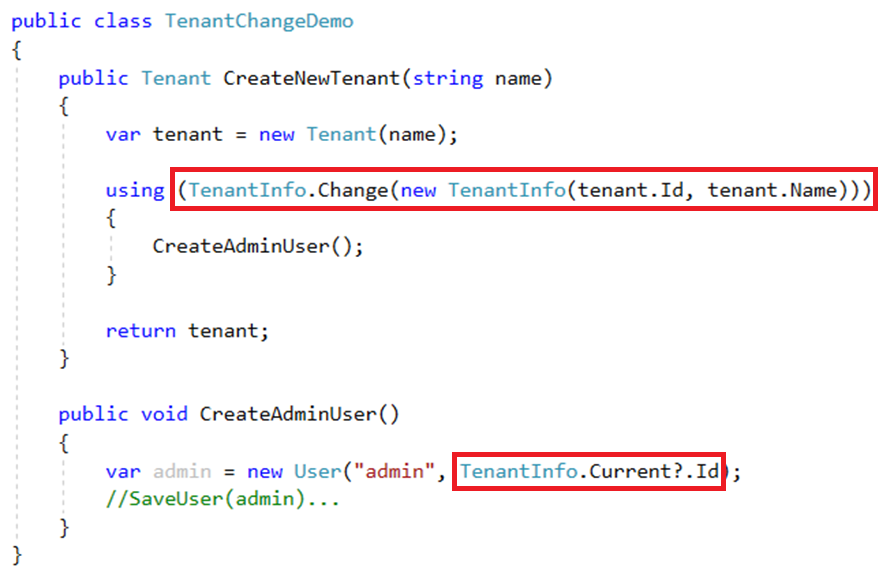 public class TenantChangeDemo
{
public Tenant CreateNewTenant(string name)
{
var tenant = new Tenant(name);
using (TenantInfo.Change(new TenantInfo(tenant.Id, tenant.Name)))
{
CreateAdminUser();
}
return tenant;
}
public void CreateAdminUser()
{
var admin = new User("admin", TenantInfo.Current?.Id);
//SaveUser(admin)...
}
}